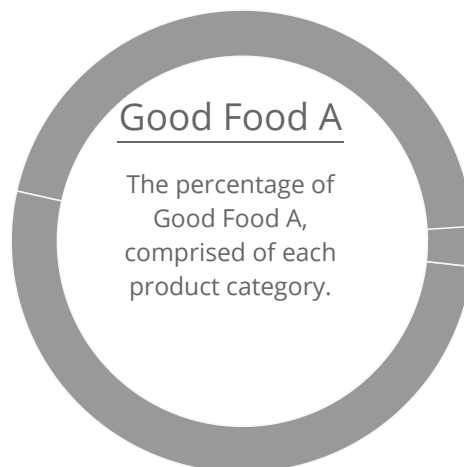 Good Food A
The percentage of
Good Food A,
comprised of each
product category.